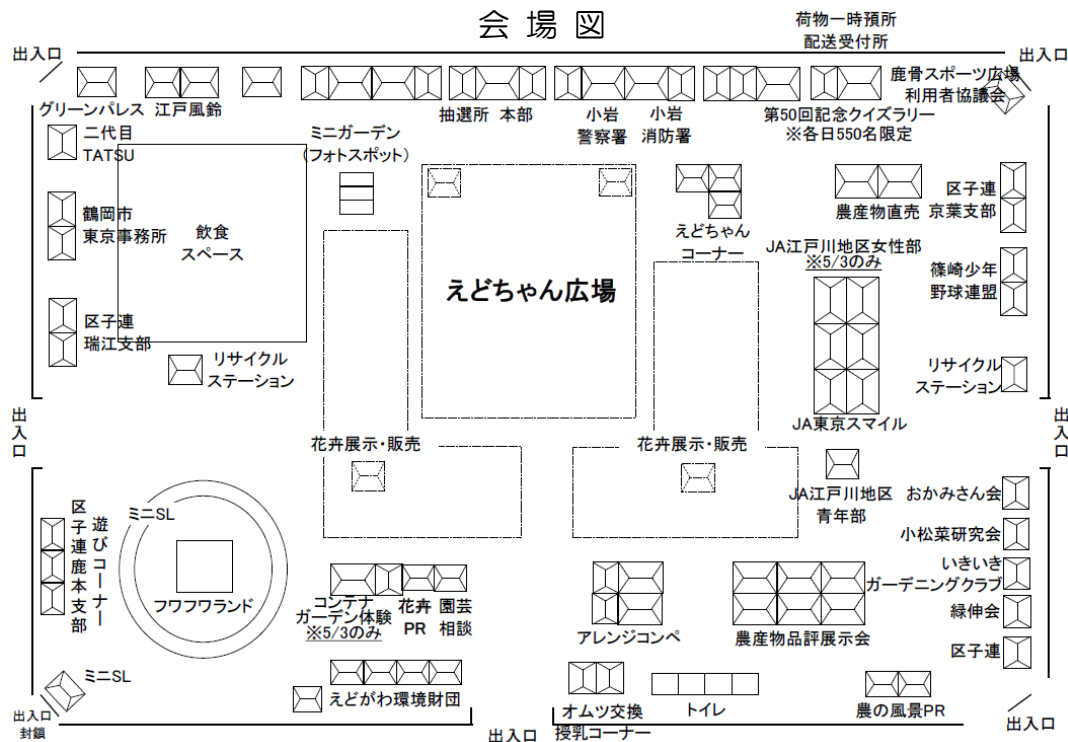 会場図
荷物一時預所
配送受付所
出入口
出入口
グリーンパレス
江戸風鈴
抽選所 本部
小岩
警察署
小岩
消防署
第50回記念クイズラリー
※各日550名限定
鹿骨スポーツ広場
利用者協議会
二代目
TATSU
ミニガーデン
(フォトスポット)
鶴岡市
東京事務所
飲食
スペース
えどちゃん
コーナー
農産物直売
区子連
京葉支部
JA江戸川地区女性部
※5/3のみ
えどちゃん広場
篠崎少年
野球連盟
区子連
瑞江支部
リサイクル
ステーション
リサイクル
ステーション
JA東京スマイル
出入口
出入口
花卉展示・販売
花卉展示・販売
JA江戸川地区
青年部
おかみさん会
ミニSL
遊びコーナー
区子連鹿本支部
フワフワランド
小松菜研究会
いきいき
ガーデニングクラブ
コンテナ
ガーデン体験
※5/3のみ
花卉
PR
園芸
相談
アレンジコンペ
農産物品評展示会
緑伸会
区子連
ミニSL
えどがわ環境財団
オムツ交換
授乳コーナー
トイレ
農の風景PR
出入口
封鎖
出入口
出入口